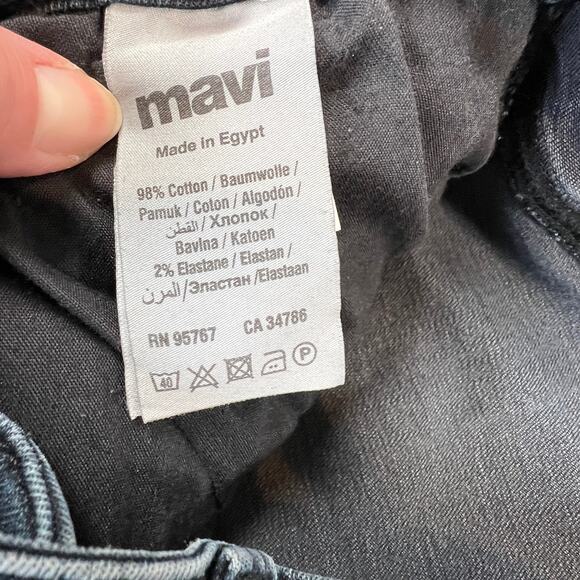 mavi
Made in Egypt
98% Cotton / Baumwolle /
Pamuk / Coton / Algodón /
القطن / Хлопок /
Bavlna / Katoen
2% Elastane / Elastan /
المرن / Эластан / Elastaan
RN 95767 CA 34786
40 P